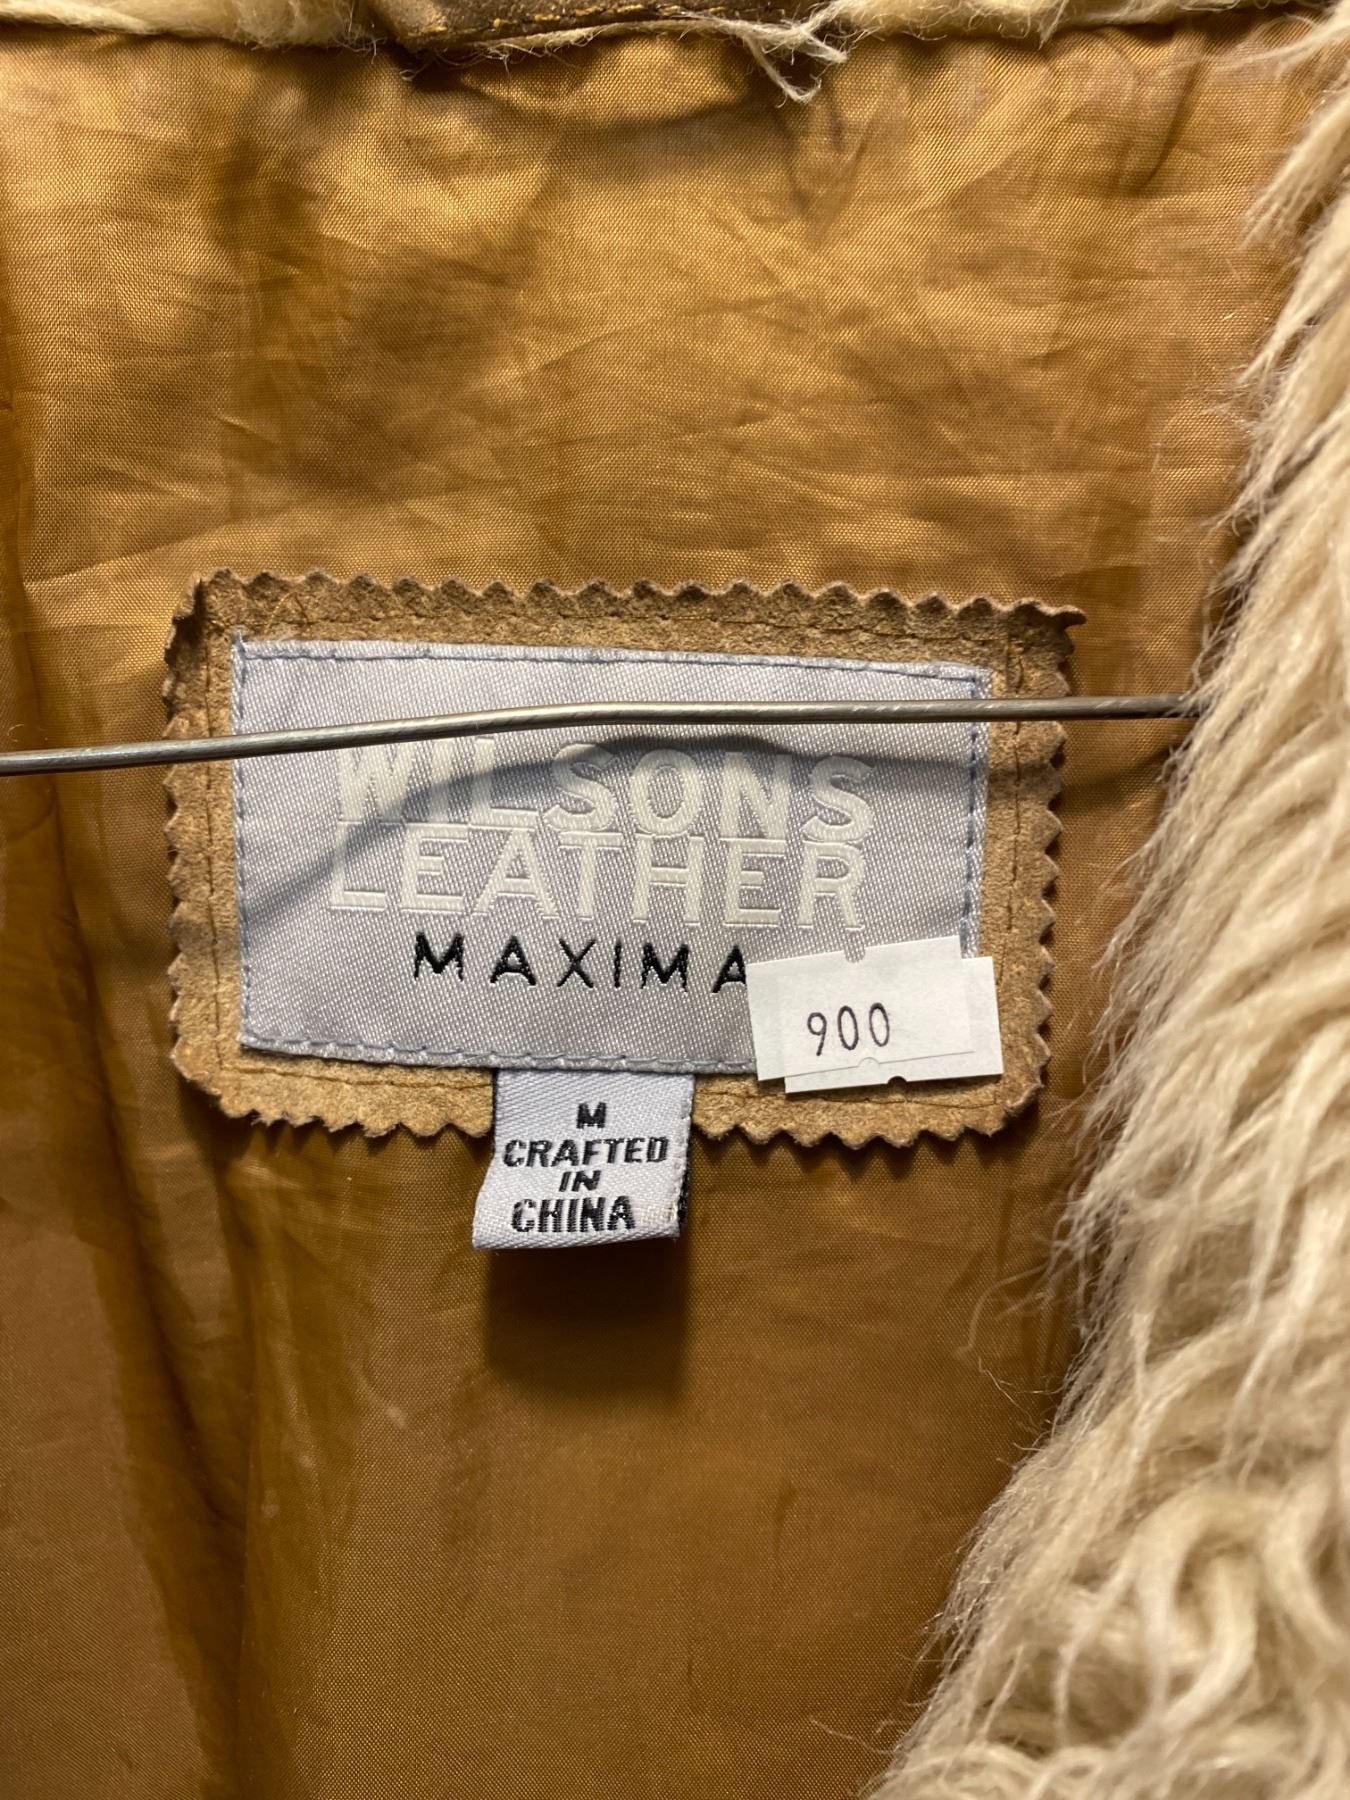 WILSONS
LEATHER
MAXIMA
900
M
CRAFTED
IN
CHINA